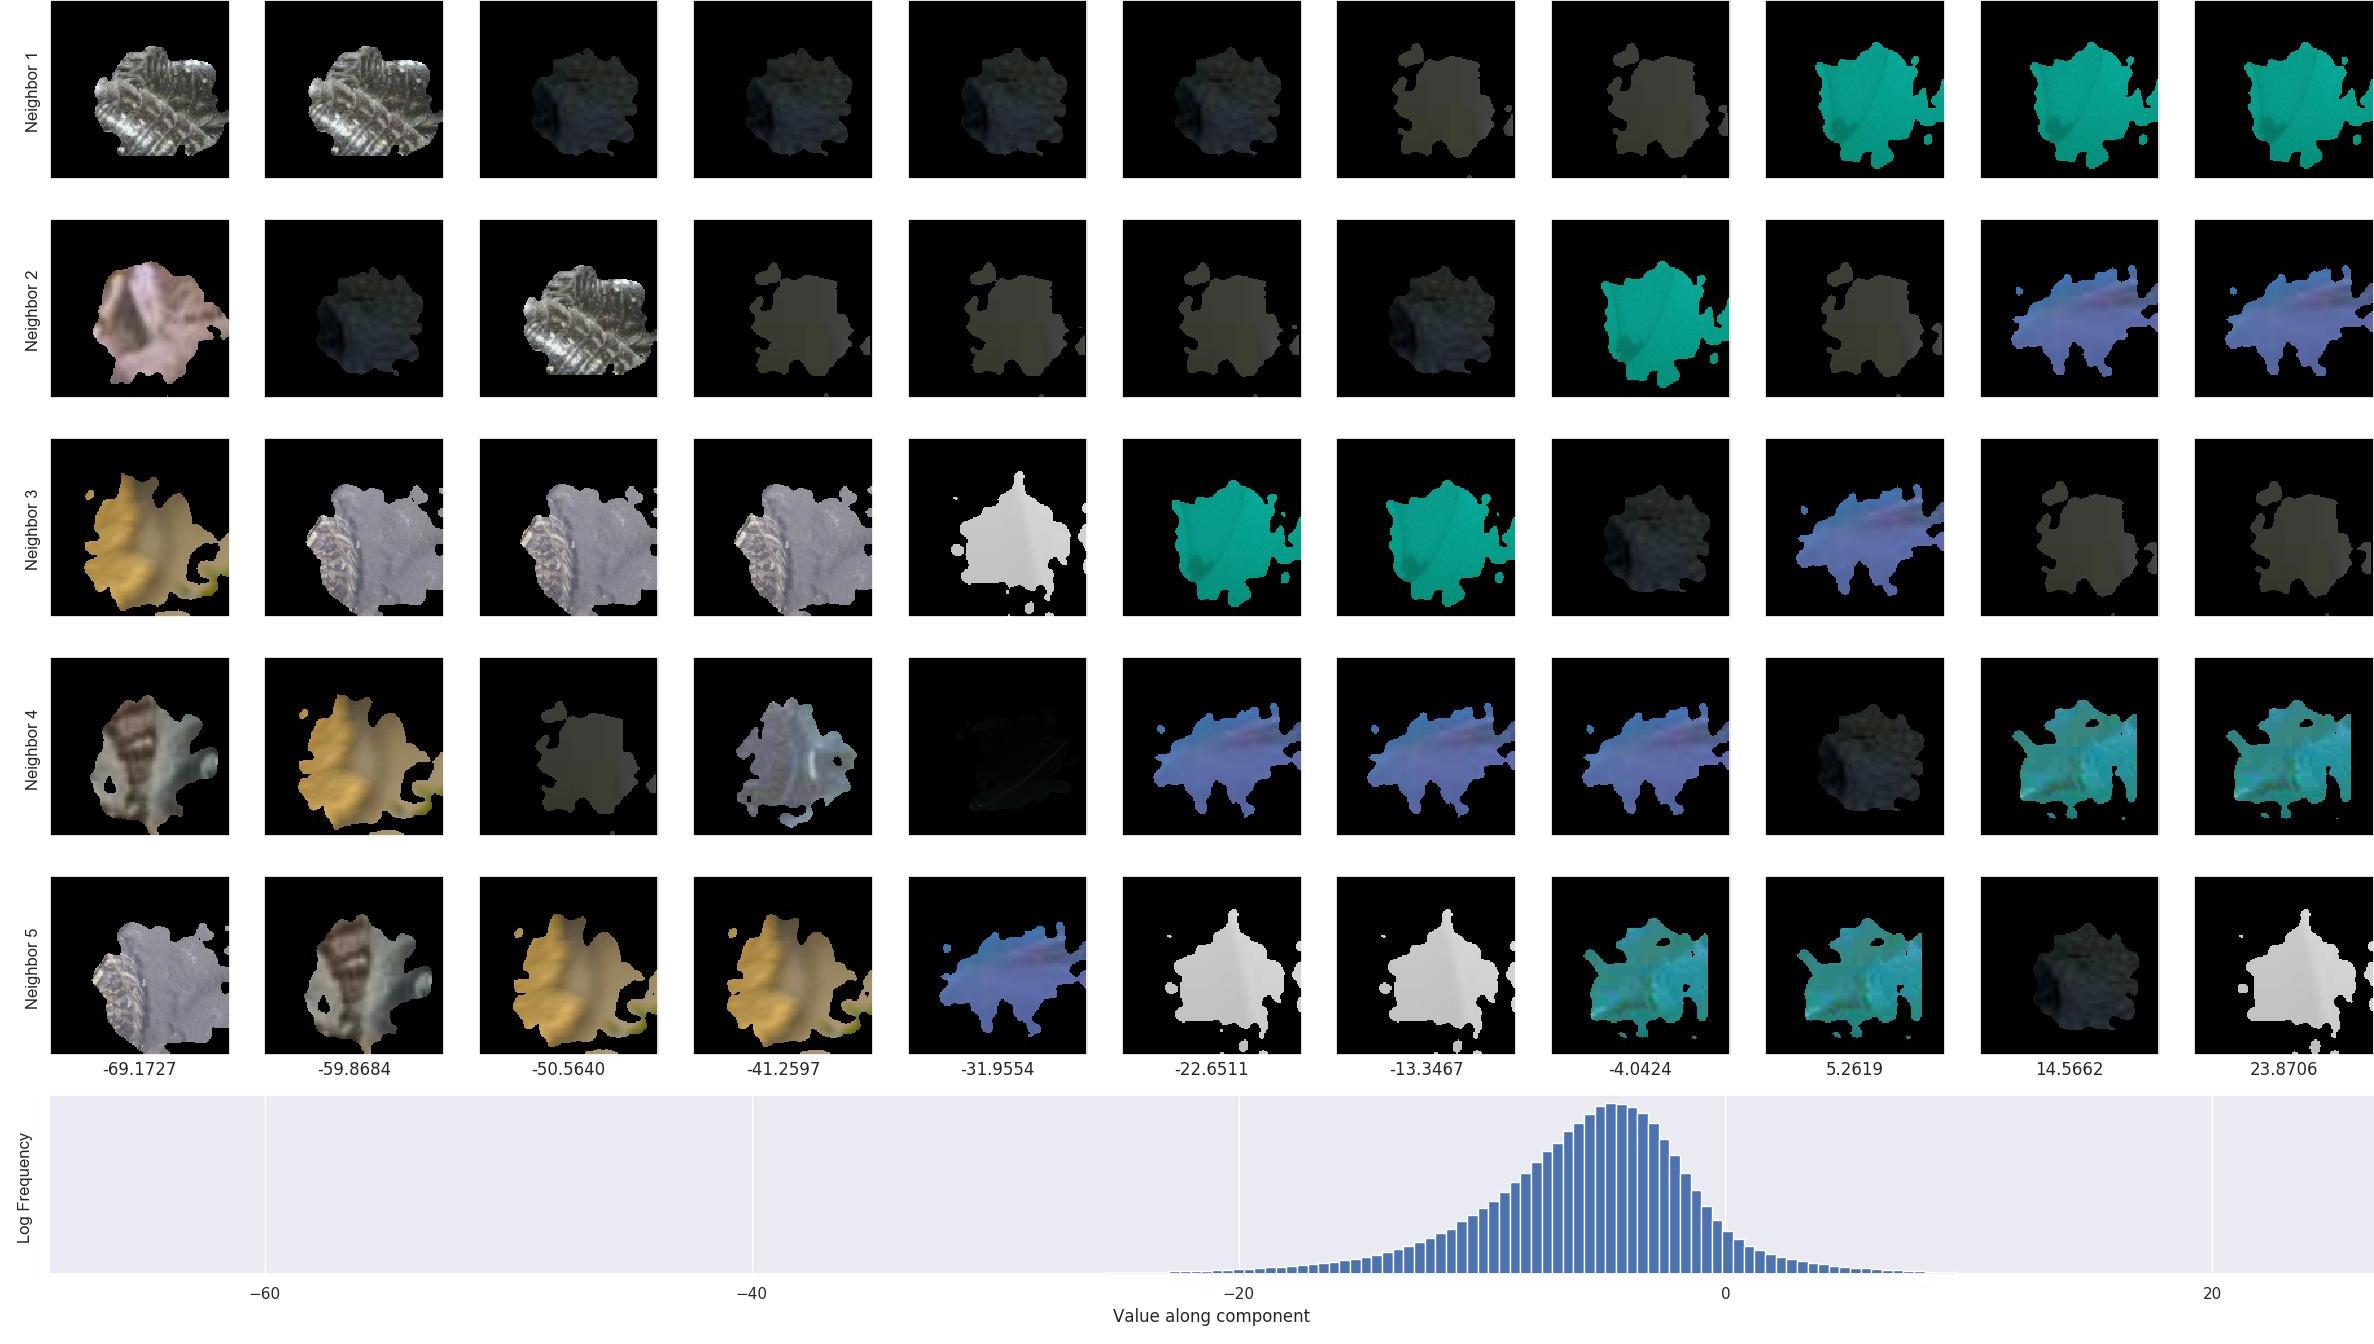 Neighbor 1
Neighbor 2
Neighbor 3
Neighbor 4
Neighbor 5
-69.1727 -59.8684 -50.5640 -41.2597 -31.9554 -22.6511 -13.3467 -4.0424 5.2619 14.5662 23.8706
Log Frequency
−60 −40 −20 0 20
Value along component